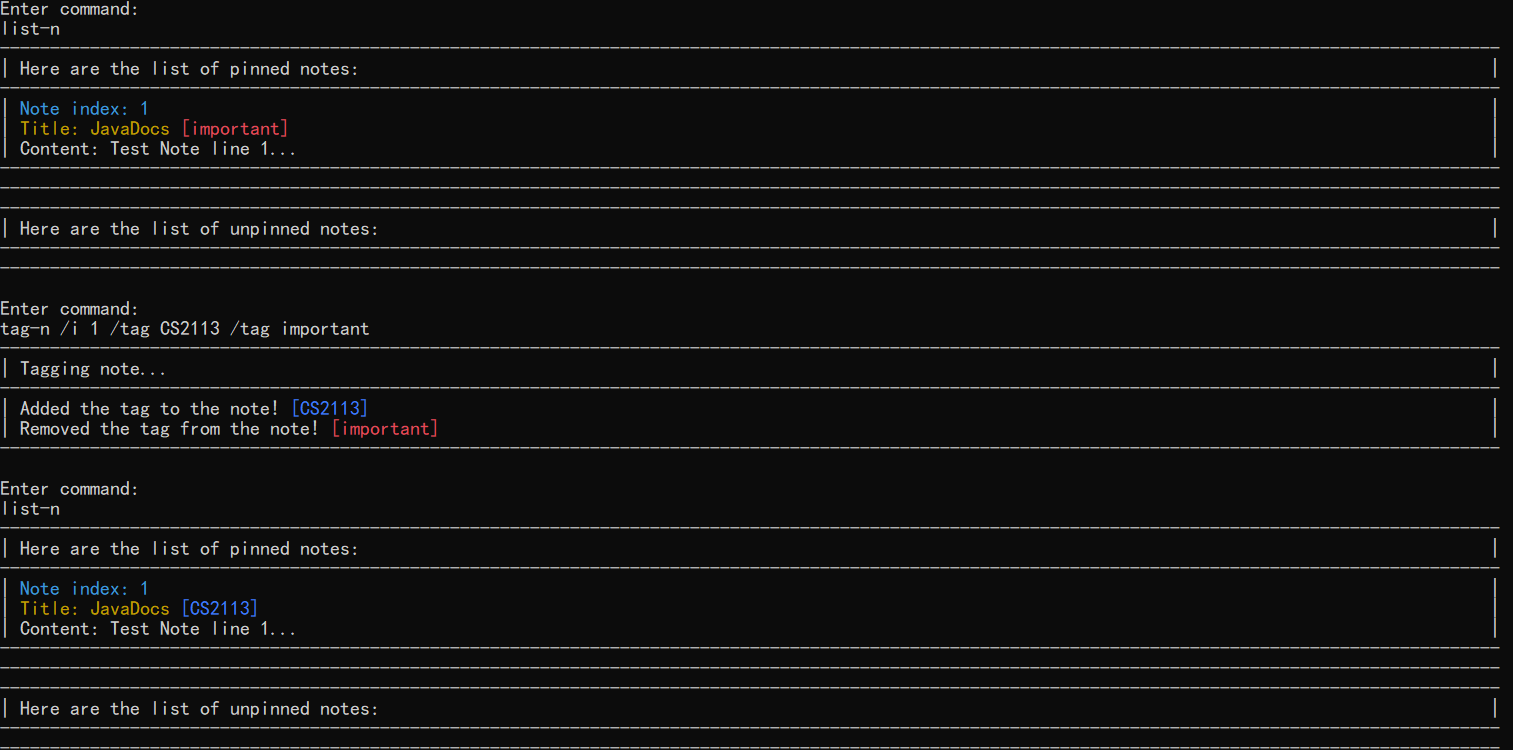 Enter command:
list-n
Here are the list of pinned notes:
Note index: 1
Title: JavaDocs [important]
Content: Test Note line 1...
Here are the list of unpinned notes:
Enter command:
tag-n /i 1 /tag CS2113 /tag important
Tagging note...
Added the tag to the note! [CS2113]
Removed the tag from the note! [important]
Enter command:
list-n
Here are the list of pinned notes:
Note index: 1
Title: JavaDocs [CS2113]
Content: Test Note line 1...
Here are the list of unpinned notes: